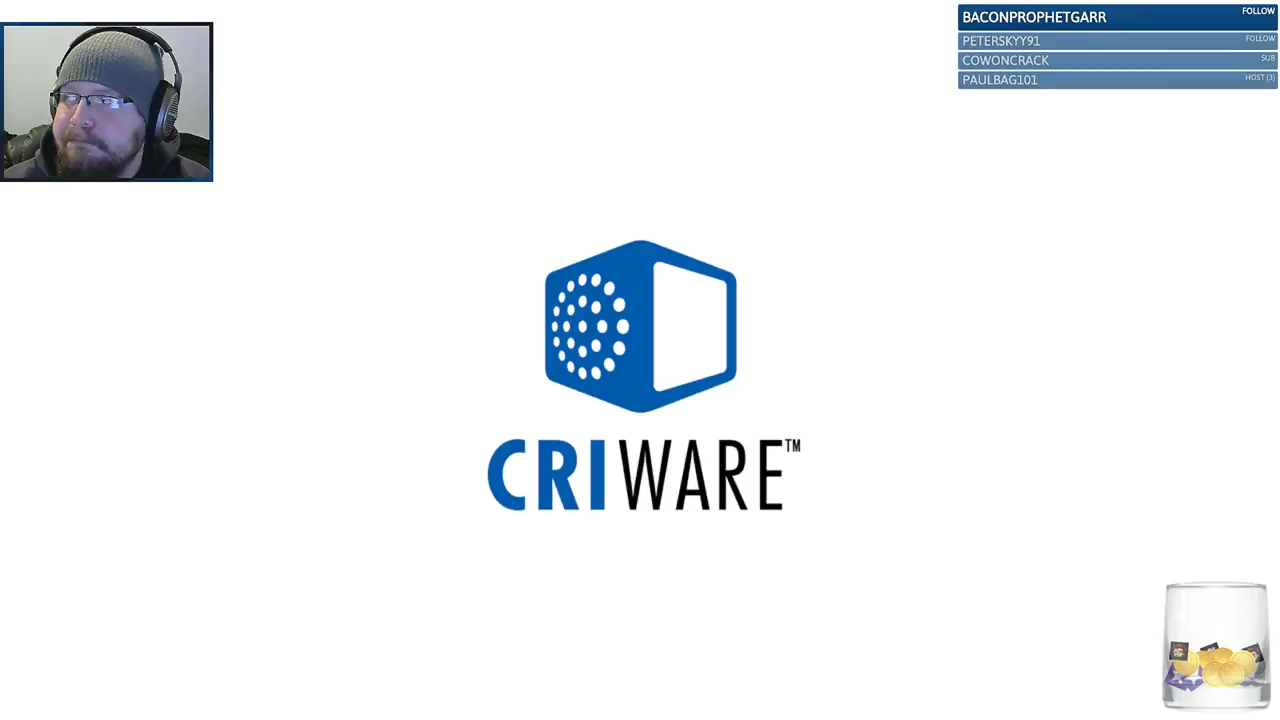 BACONPROPHETGARR FOLLOW
PETERSKYY91 FOLLOW
COWONCRACK SUB
PAULBAG101 HOST (3)
CRIWARE™